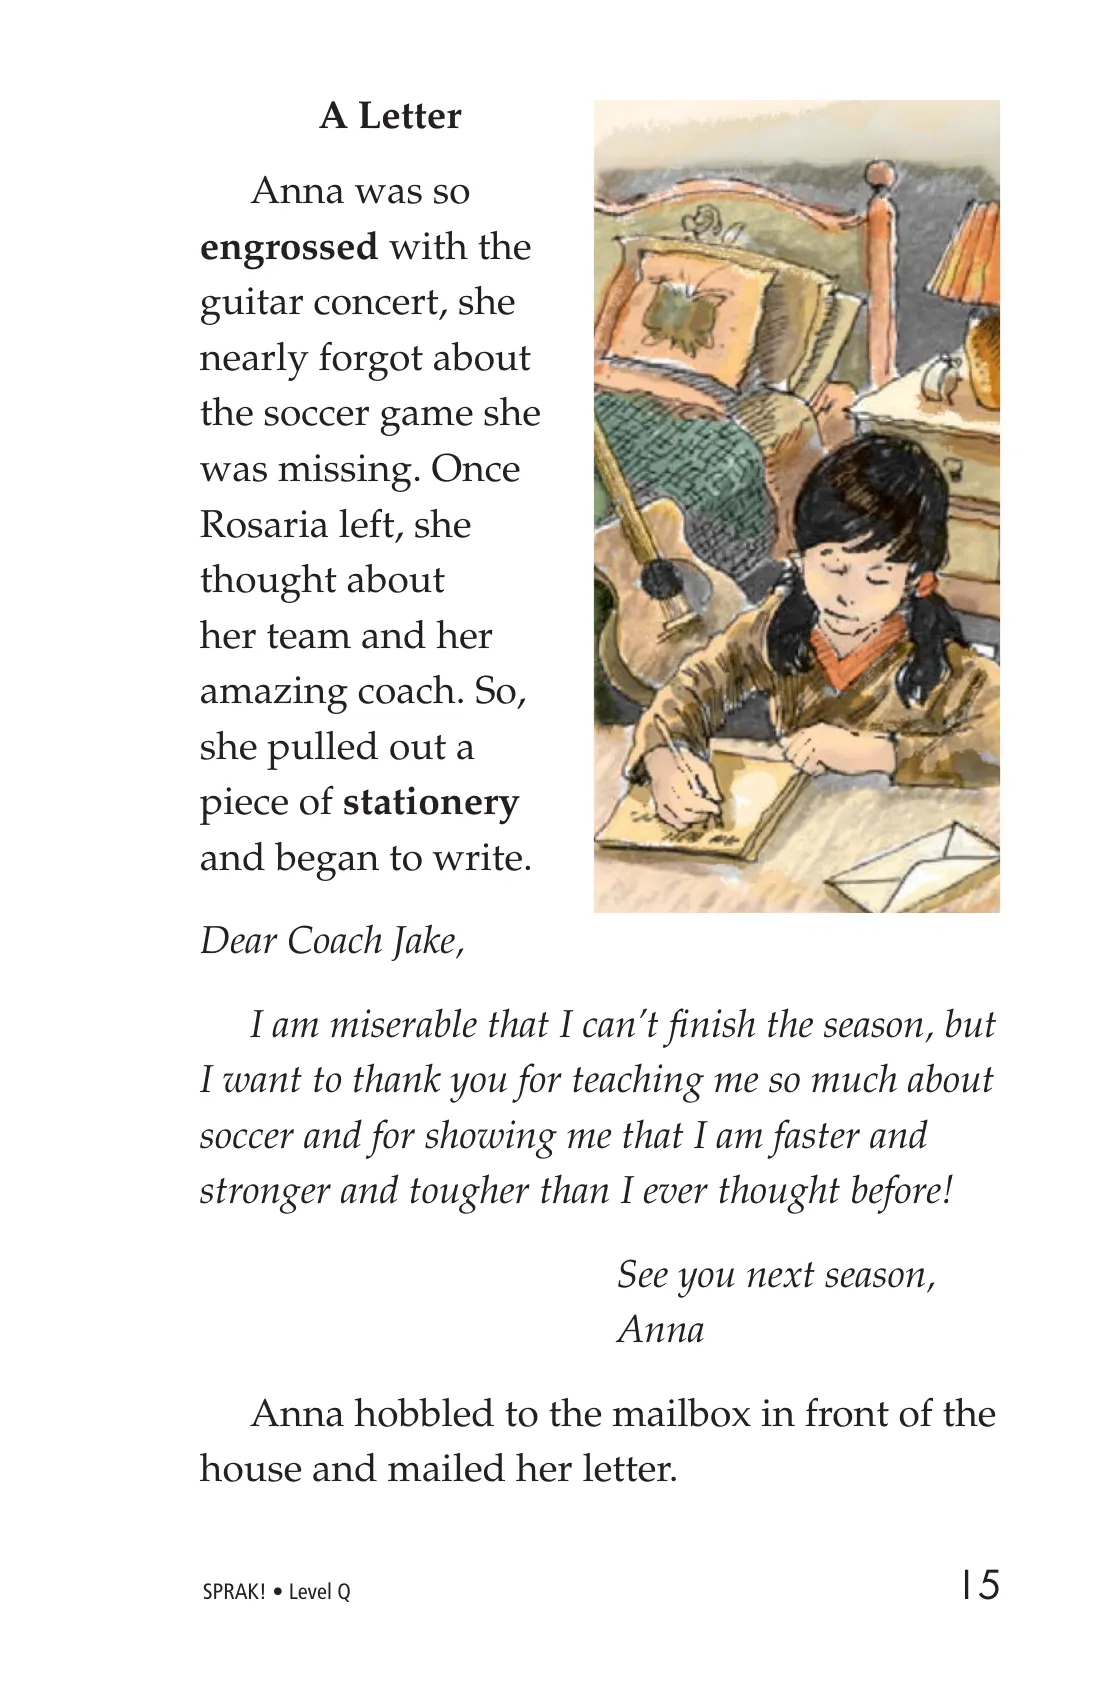 A Letter
Anna was so
engrossed with the
guitar concert, she
nearly forgot about
the soccer game she
was missing. Once
Rosaria left, she
thought about
her team and her
amazing coach. So,
she pulled out a
piece of stationery
and began to write.
Dear Coach Jake,
I am miserable that I can’t finish the season, but
I want to thank you for teaching me so much about
soccer and for showing me that I am faster and
stronger and tougher than I ever thought before!
See you next season,
Anna
Anna hobbled to the mailbox in front of the
house and mailed her letter.
SPRAK! • Level Q
15